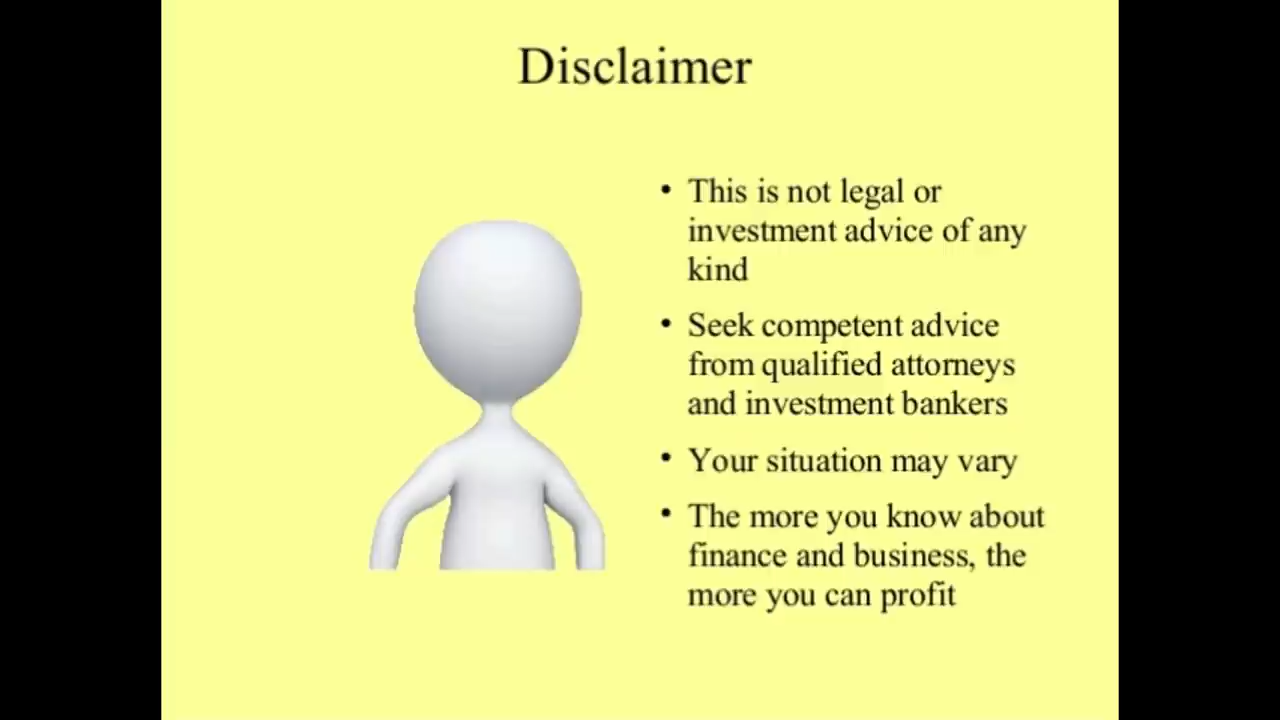 Disclaimer
• This is not legal or
investment advice of any
kind
• Seek competent advice
from qualified attorneys
and investment bankers
• Your situation may vary
• The more you know about
finance and business, the
more you can profit